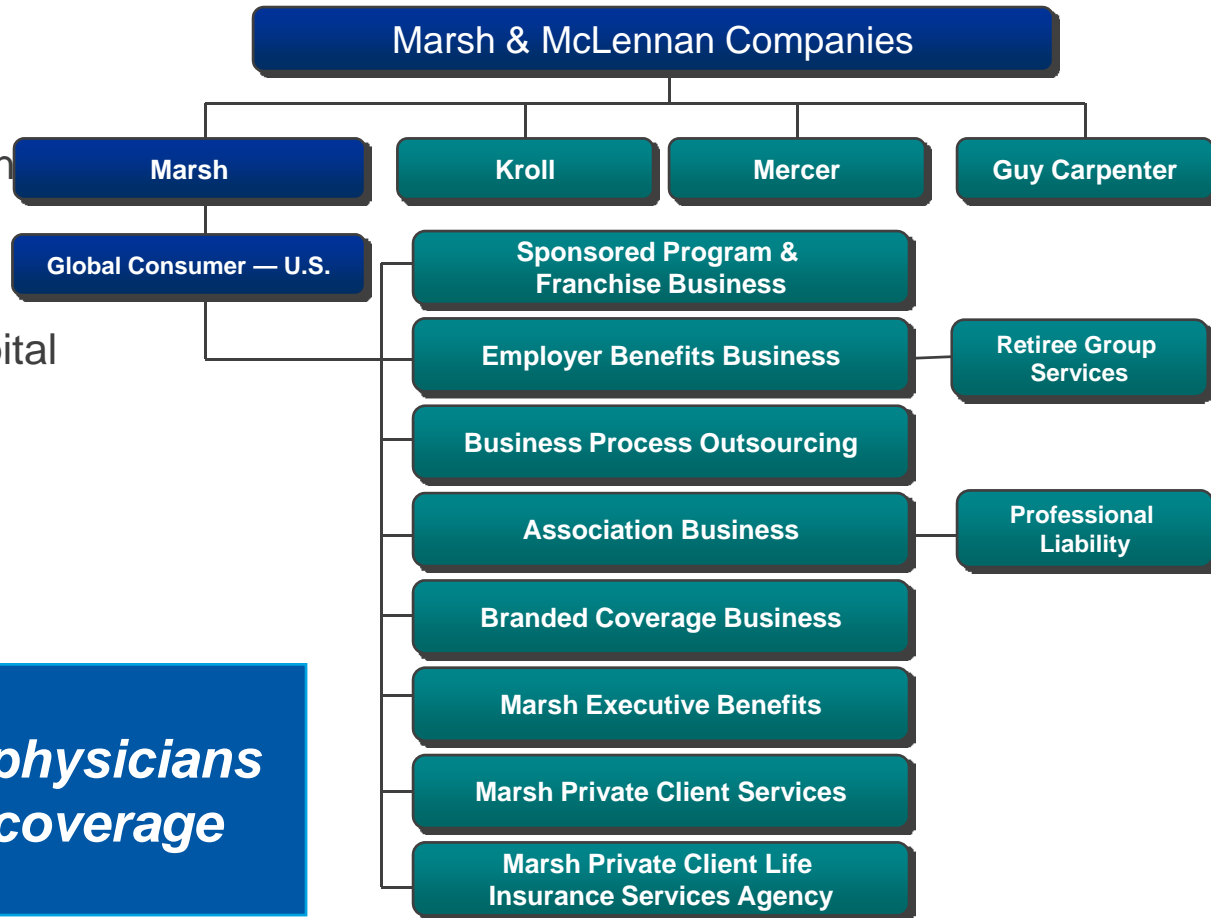 Marsh & McLennan Companies
Marsh
Kroll
Mercer
Guy Carpenter
Global Consumer — U.S.
Sponsored Program &
Franchise Business
Employer Benefits Business
Retiree Group
Services
Business Process Outsourcing
Association Business
Professional
Liability
Branded Coverage Business
Marsh Executive Benefits
physicians
coverage
Marsh Private Client Services
Marsh Private Client Life
Insurance Services Agency